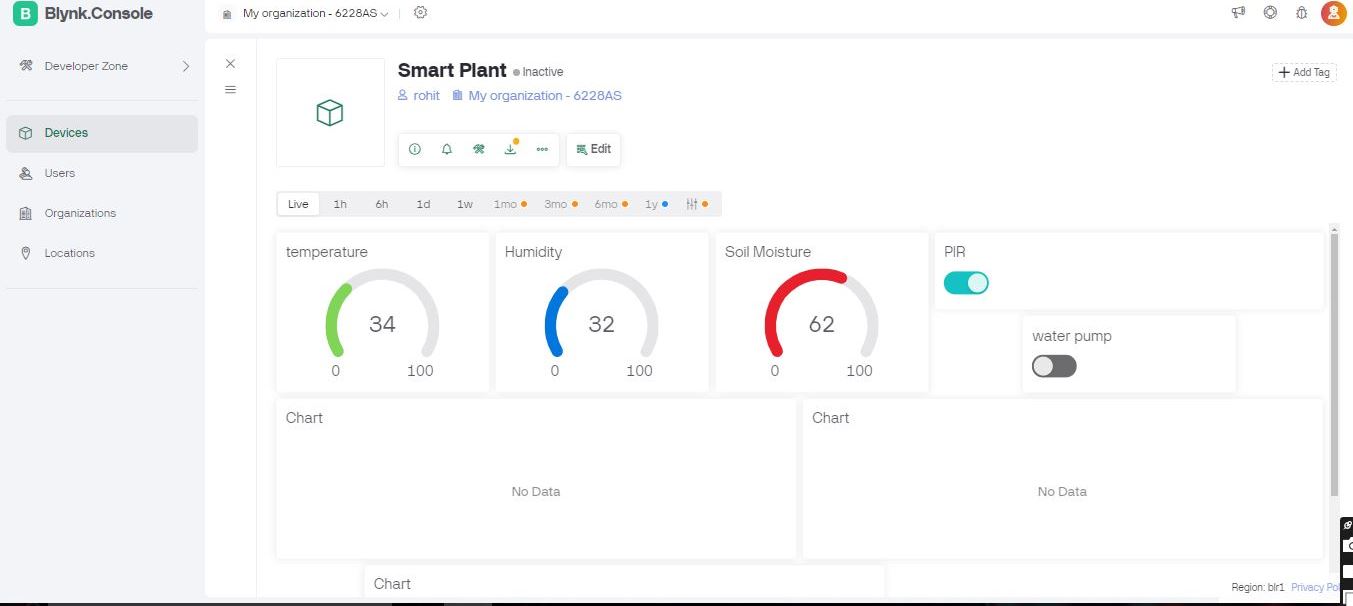 B Blynk.Console
My organization - 6228AS
Developer Zone
Devices
Users
Organizations
Locations
Smart Plant Inactive
rohit My organization - 6228AS
Add Tag
Edit
Live 1h 6h 1d 1w 1mo 3mo 6mo 1y
temperature
34
0 100
Humidity
32
0 100
Soil Moisture
62
0 100
PIR
water pump
Chart
No Data
Chart
No Data
Chart
Region: blr1 Privacy Pol